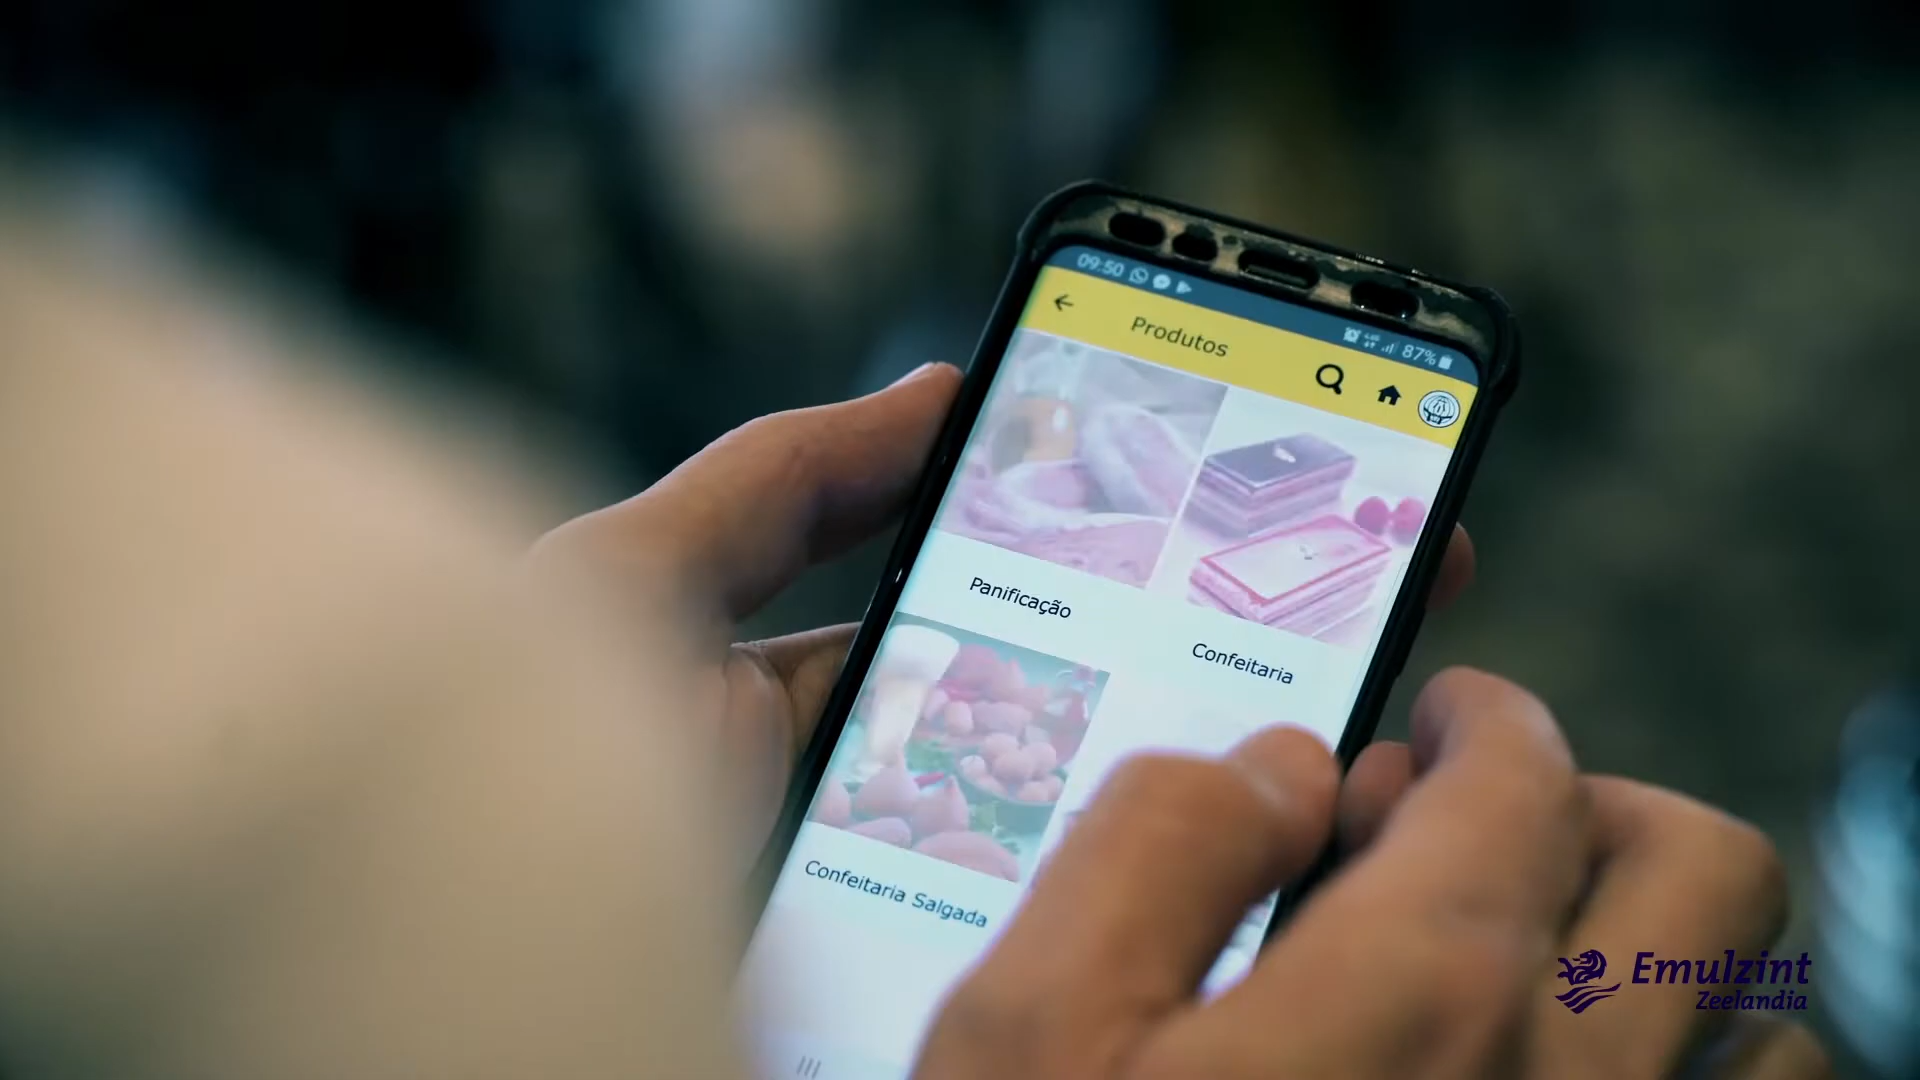 09:50
87%
Produtos
Panificação
Confeitaria
Confeitaria Salgada
Emulzint
Zeelandia